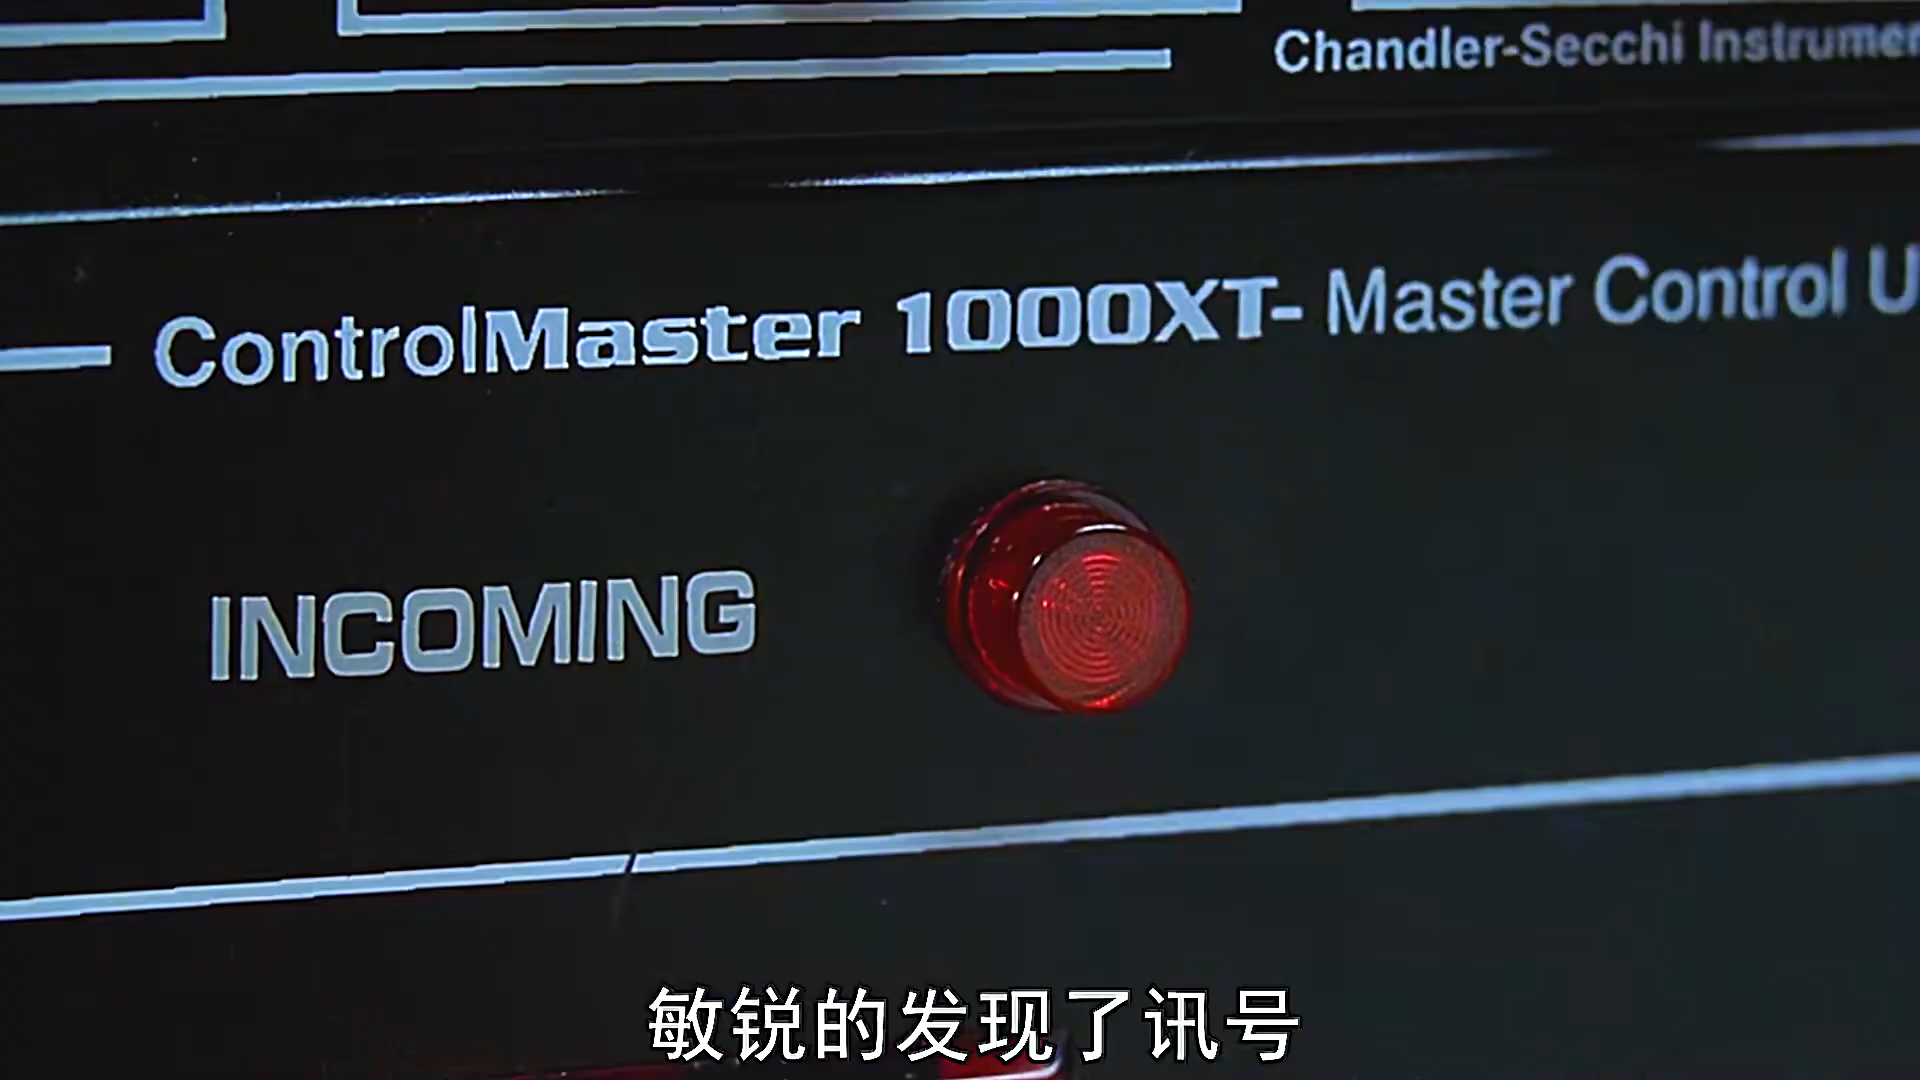 Chandler-Secchi Instrumen
ControlMaster 1000XT- Master Control U
INCOMING
敏锐的发现了讯号